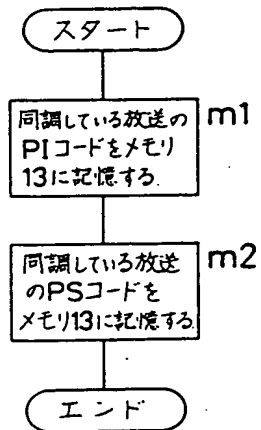 スタート
同調している放送の
PIコードをメモリ
13に記憶する.
m1
同調している放送
のPSコードを
メモリ13に記憶する.
m2
エンド